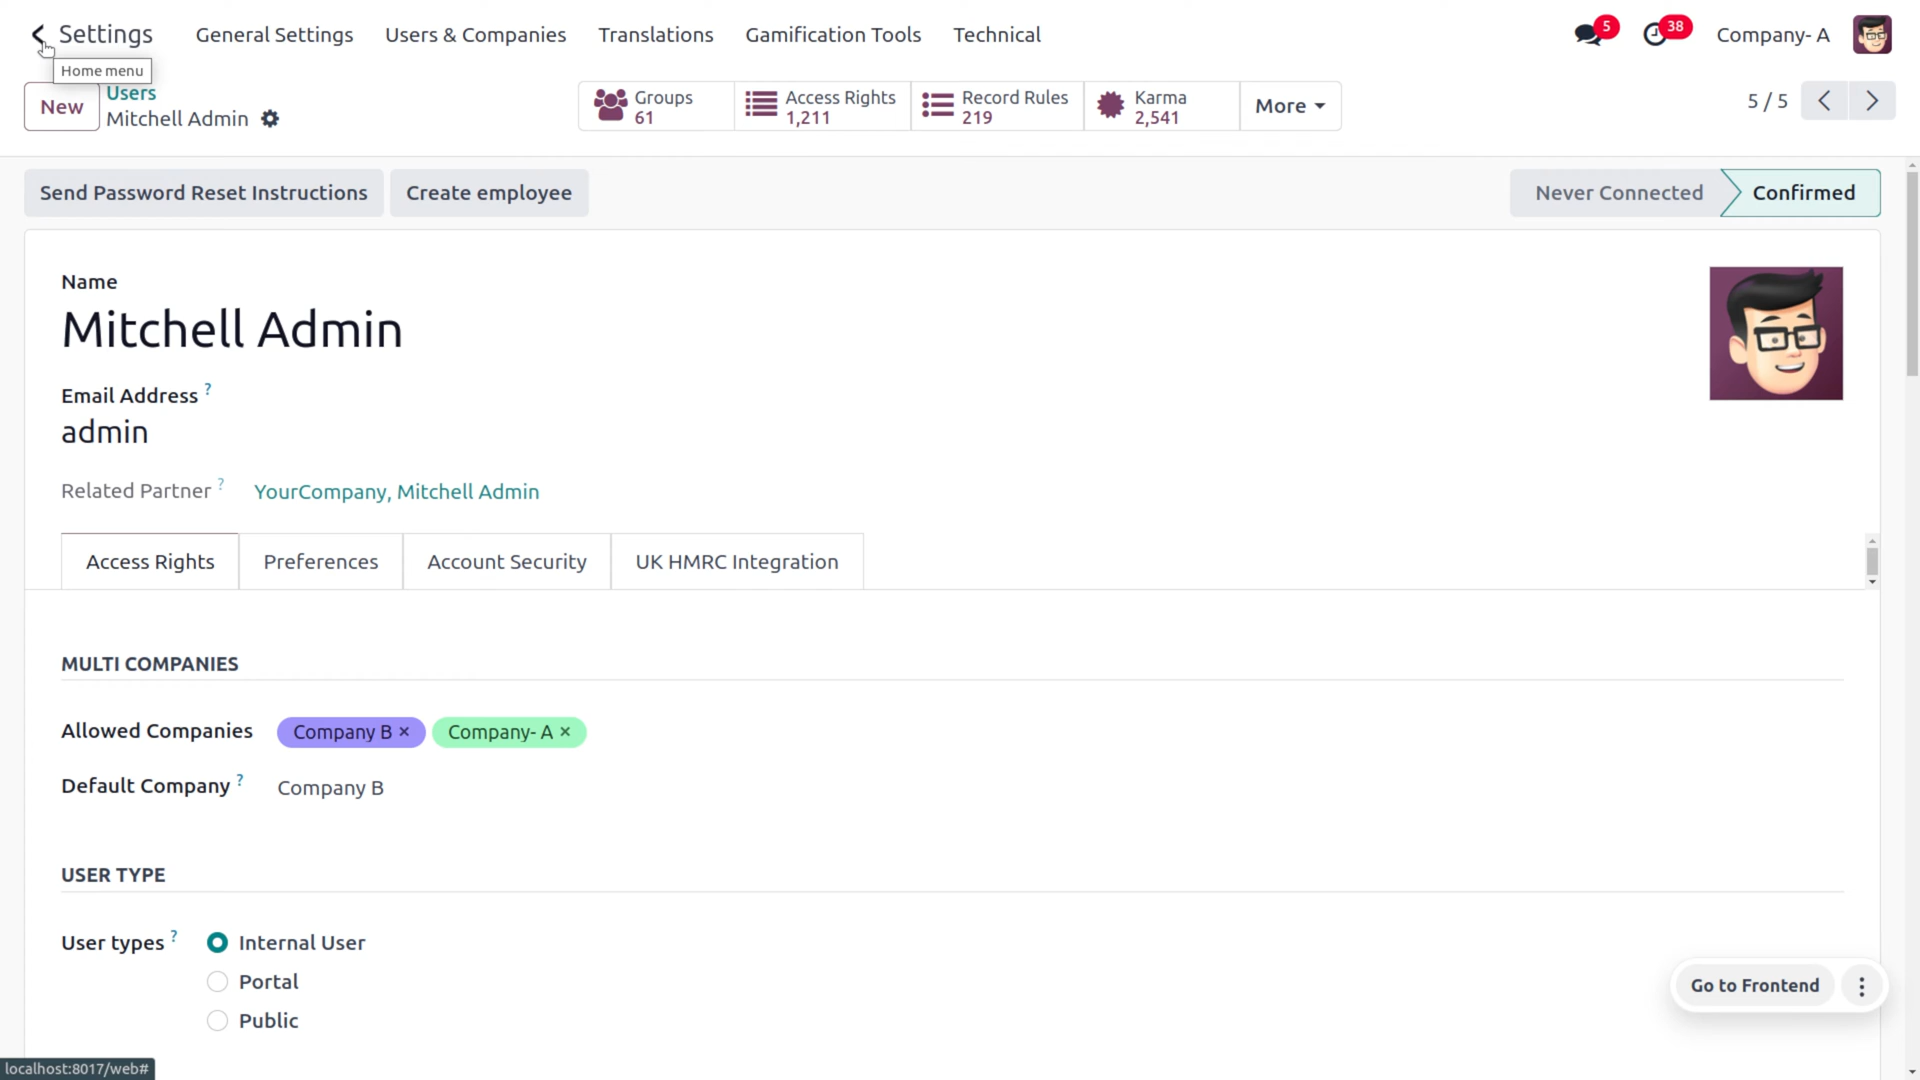 Settings
General Settings
Users & Companies
Translations
Gamification Tools
Technical
5
38
Company- A
Home menu
New
Users
Mitchell Admin
Groups
61
Access Rights
1,211
Record Rules
219
Karma
2,541
More
5 / 5
Send Password Reset Instructions
Create employee
Never Connected
Confirmed
Name
Mitchell Admin
Email Address ?
admin
Related Partner ?
YourCompany, Mitchell Admin
Access Rights
Preferences
Account Security
UK HMRC Integration
MULTI COMPANIES
Allowed Companies
Company B ×
Company- A ×
Default Company ?
Company B
USER TYPE
User types ?
Internal User
Portal
Public
Go to Frontend
localhost:8017/web#